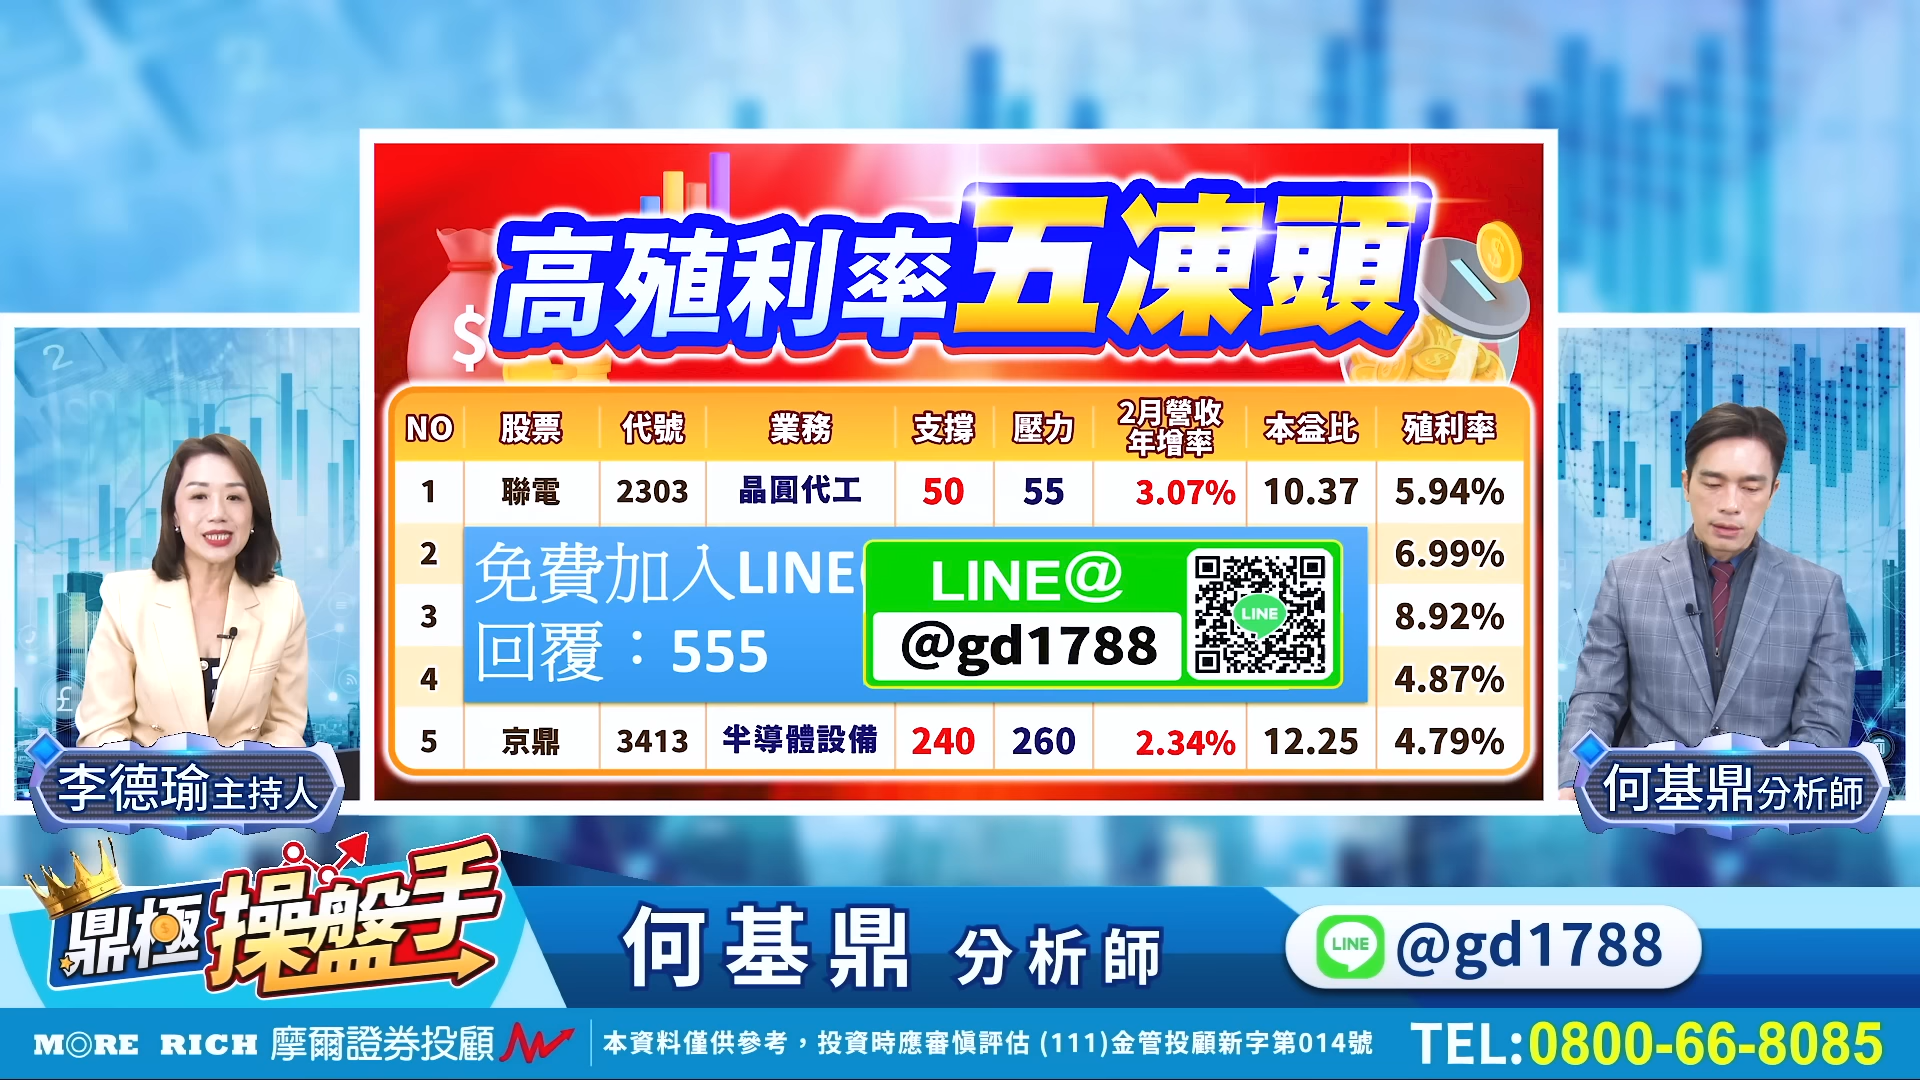 高殖利率五凍頭
NO 股票 代號 業務 支撐 壓力 2月營收年增率 本益比 殖利率
1 聯電 2303 晶圓代工 50 55 3.07% 10.37 5.94%
2 6.99%
3 8.92%
4 4.87%
免費加入LINE
回覆：555
LINE@
@gd1788
LINE
5 京鼎 3413 半導體設備 240 260 2.34% 12.25 4.79%
李德瑜主持人
何基鼎分析師
鼎極操盤手
何基鼎 分析師
LINE @gd1788
MORE RICH 摩爾證券投顧
本資料僅供參考，投資時應審慎評估 (111)金管投顧新字第014號
TEL:0800-66-8085